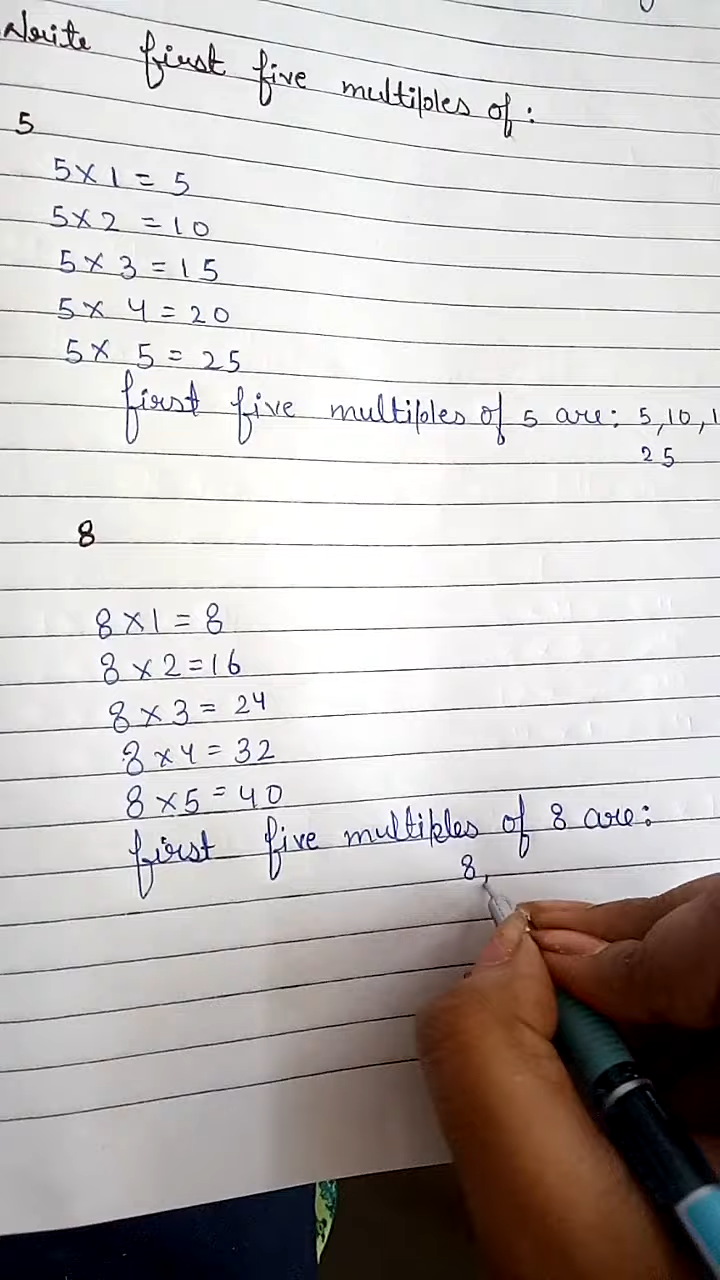 Write first five multiples of:
5
5×1 = 5
5×2 = 10
5×3 = 15
5×4 = 20
5×5 = 25
first five multiples of 5 are: 5,10,1
25
8
8×1 = 8
8×2 = 16
8×3 = 24
8×4 = 32
8×5 = 40
first five multiples of 8 are:
8,